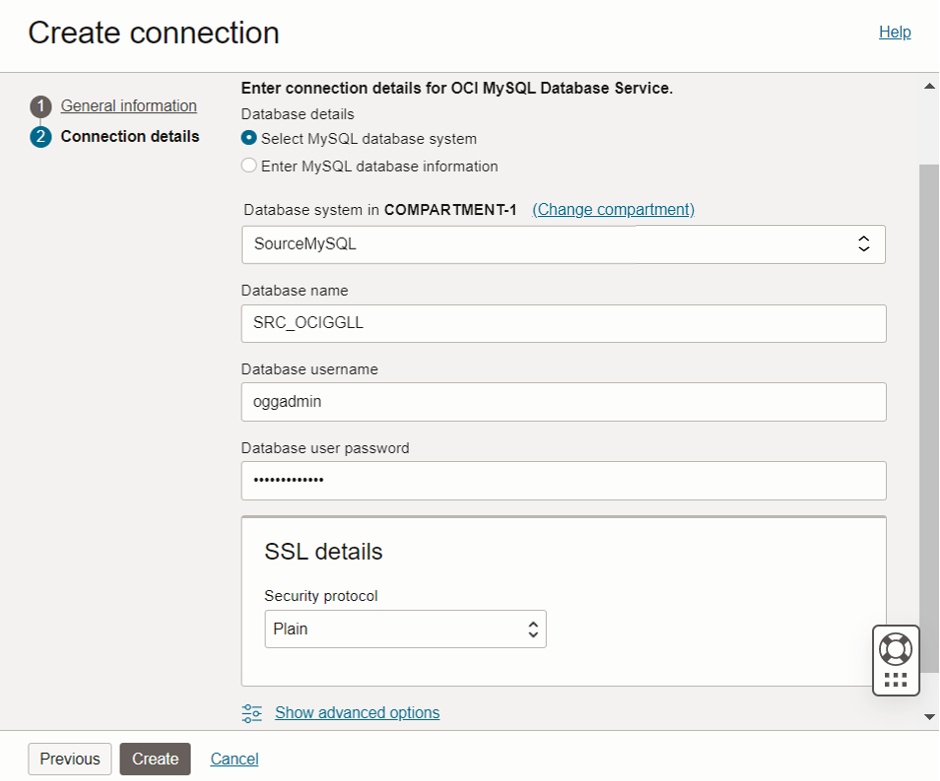 Create connection
Help
1 General information
2 Connection details
Enter connection details for OCI MySQL Database Service.
Database details
Select MySQL database system
Enter MySQL database information
Database system in COMPARTMENT-1 (Change compartment)
SourceMySQL
Database name
SRC_OCIGGLL
Database username
oggadmin
Database user password
•••••••••••••
SSL details
Security protocol
Plain
Show advanced options
Previous Create Cancel